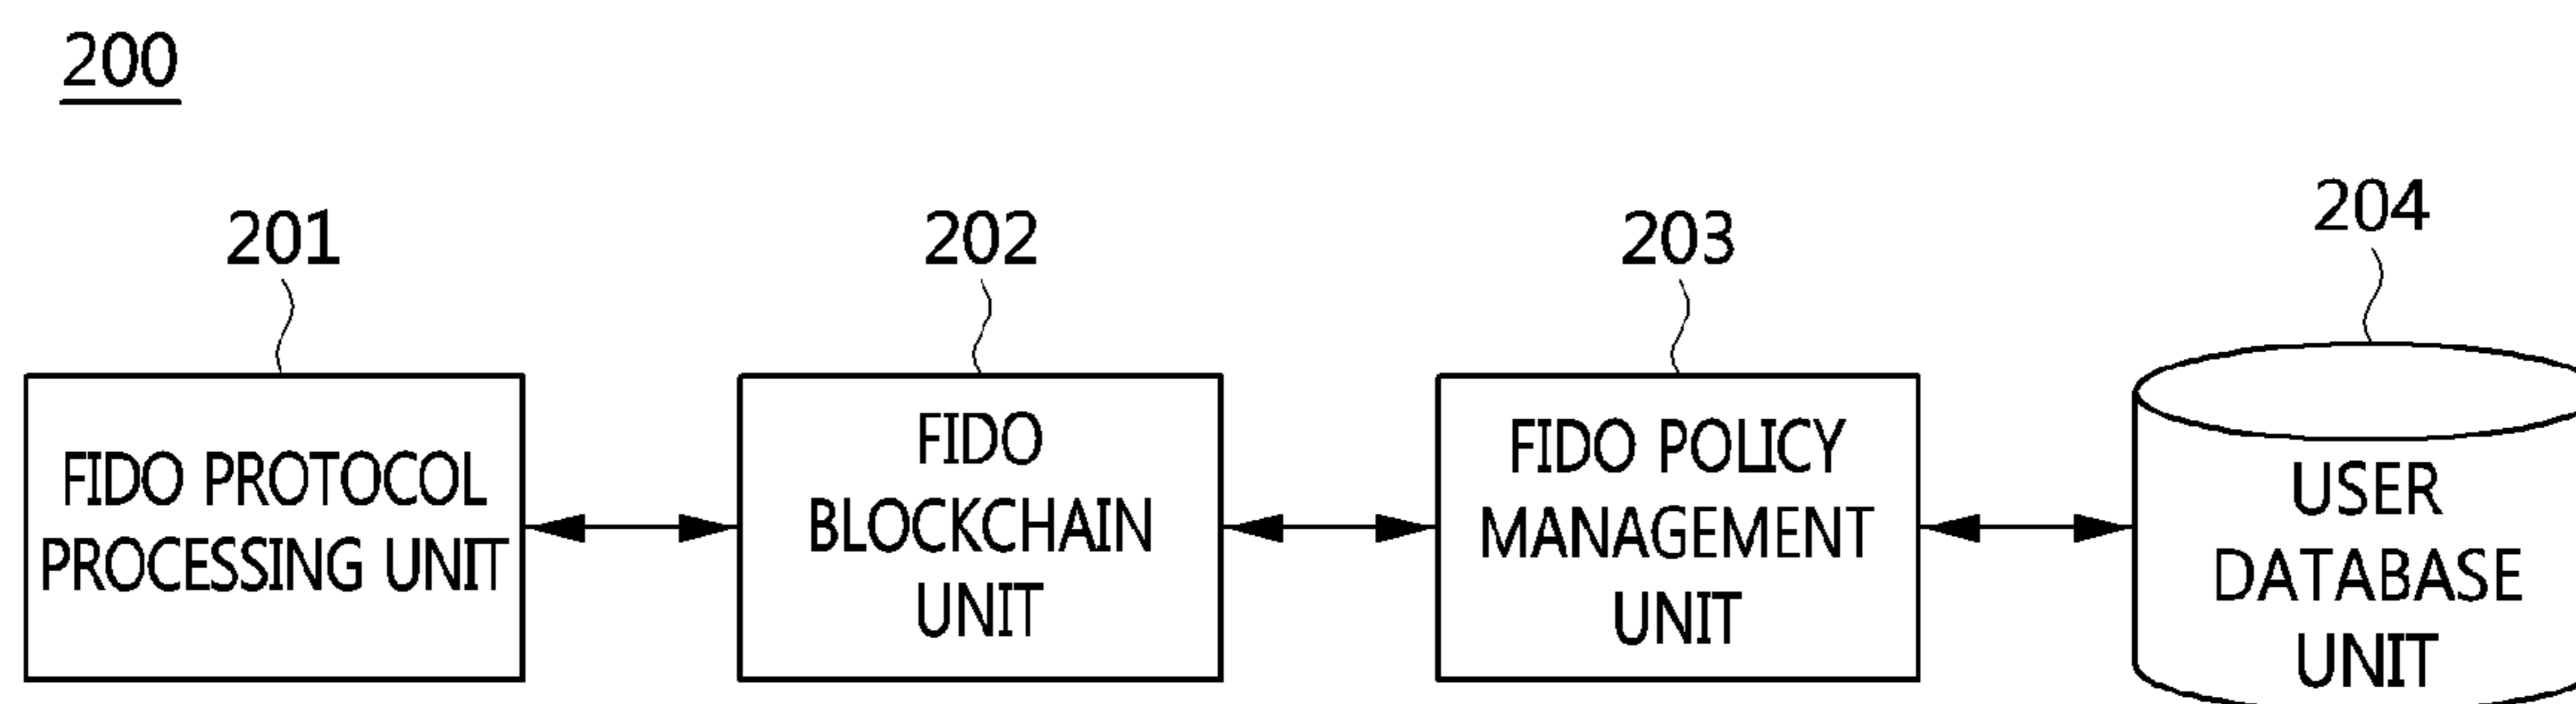 200
201
202
203
204
FIDO PROTOCOL
PROCESSING UNIT
FIDO
BLOCKCHAIN
UNIT
FIDO POLICY
MANAGEMENT
UNIT
USER
DATABASE
UNIT